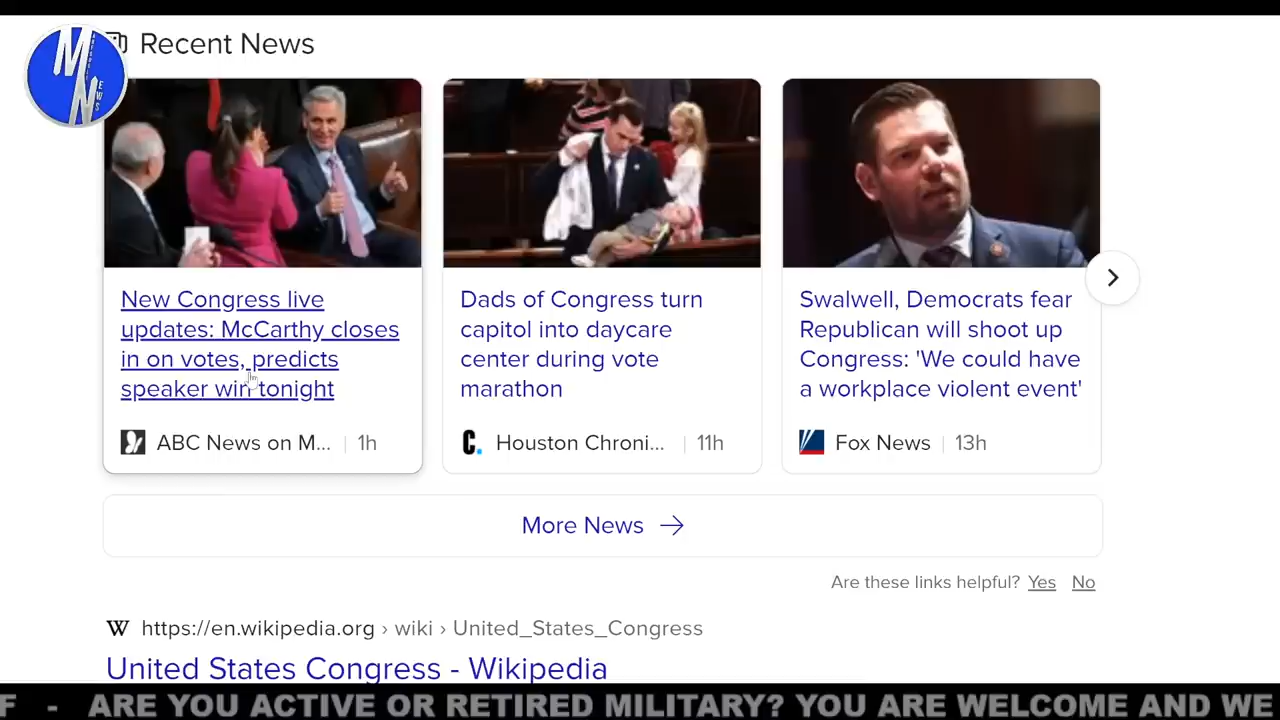 MN
EWS
Recent News
New Congress live
updates: McCarthy closes
in on votes, predicts
speaker win tonight
ABC News on M... | 1h
Dads of Congress turn
capitol into daycare
center during vote
marathon
C.
Houston Chroni... | 11h
Swalwell, Democrats fear
Republican will shoot up
Congress: 'We could have
a workplace violent event'
Fox News | 13h
More News →
Are these links helpful? Yes No
W https://en.wikipedia.org › wiki › United_States_Congress
United States Congress - Wikipedia
F - ARE YOU ACTIVE OR RETIRED MILITARY? YOU ARE WELCOME AND WE